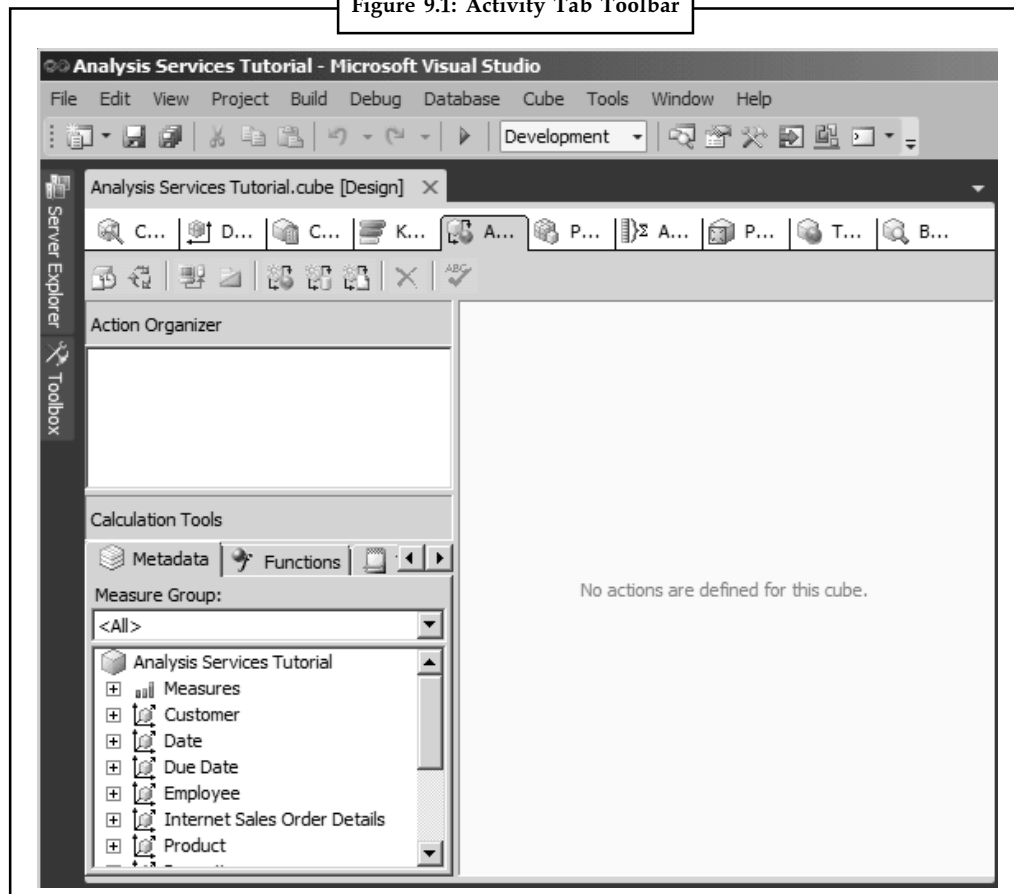 Figure 9.1: Activity Tab Toolbar
Analysis Services Tutorial - Microsoft Visual Studio
File Edit View Project Build Debug Database Cube Tools Window Help
Development
Server Explorer
Toolbox
Analysis Services Tutorial.cube [Design]
C... D... C... K... A... P... A... P... T... B...
ABC
Action Organizer
Calculation Tools
Metadata Functions
Measure Group:
<All>
Analysis Services Tutorial
Measures
Customer
Date
Due Date
Employee
Internet Sales Order Details
Product
No actions are defined for this cube.